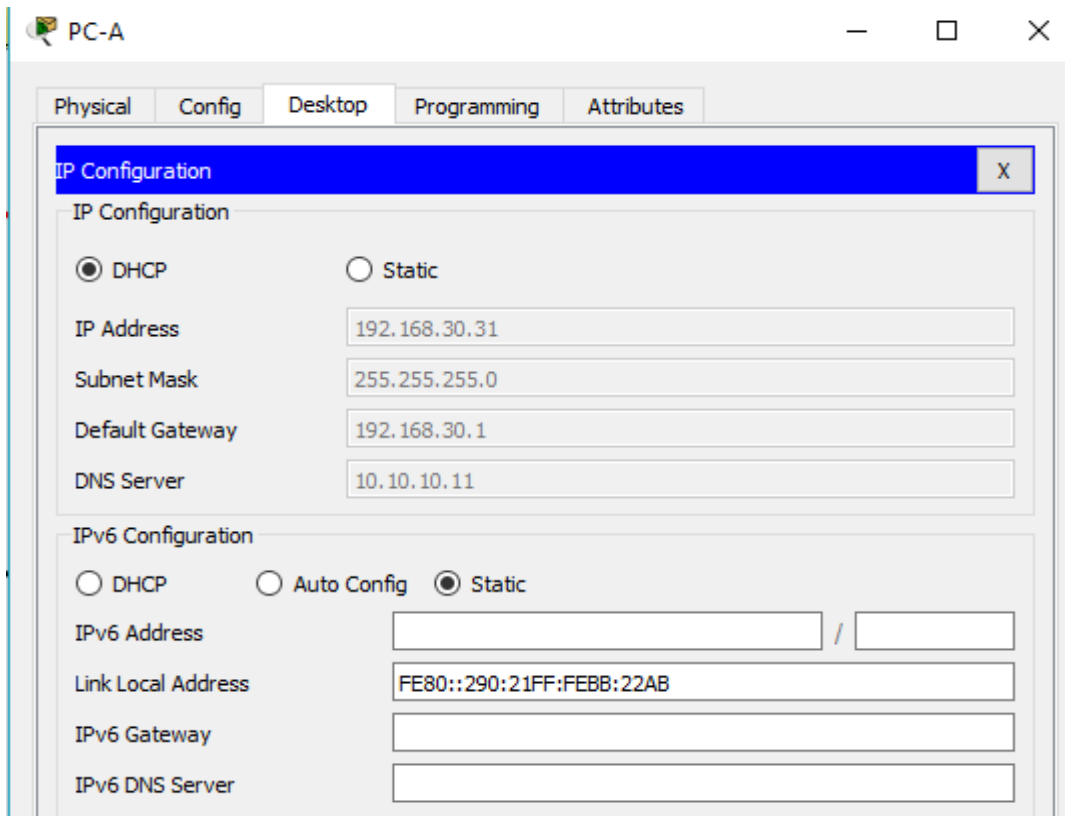 PC-A
Physical Config Desktop Programming Attributes
IP Configuration X
IP Configuration
DHCP Static
IP Address 192.168.30.31
Subnet Mask 255.255.255.0
Default Gateway 192.168.30.1
DNS Server 10.10.10.11
IPv6 Configuration
DHCP Auto Config Static
IPv6 Address /
Link Local Address FE80::290:21FF:FEBB:22AB
IPv6 Gateway
IPv6 DNS Server